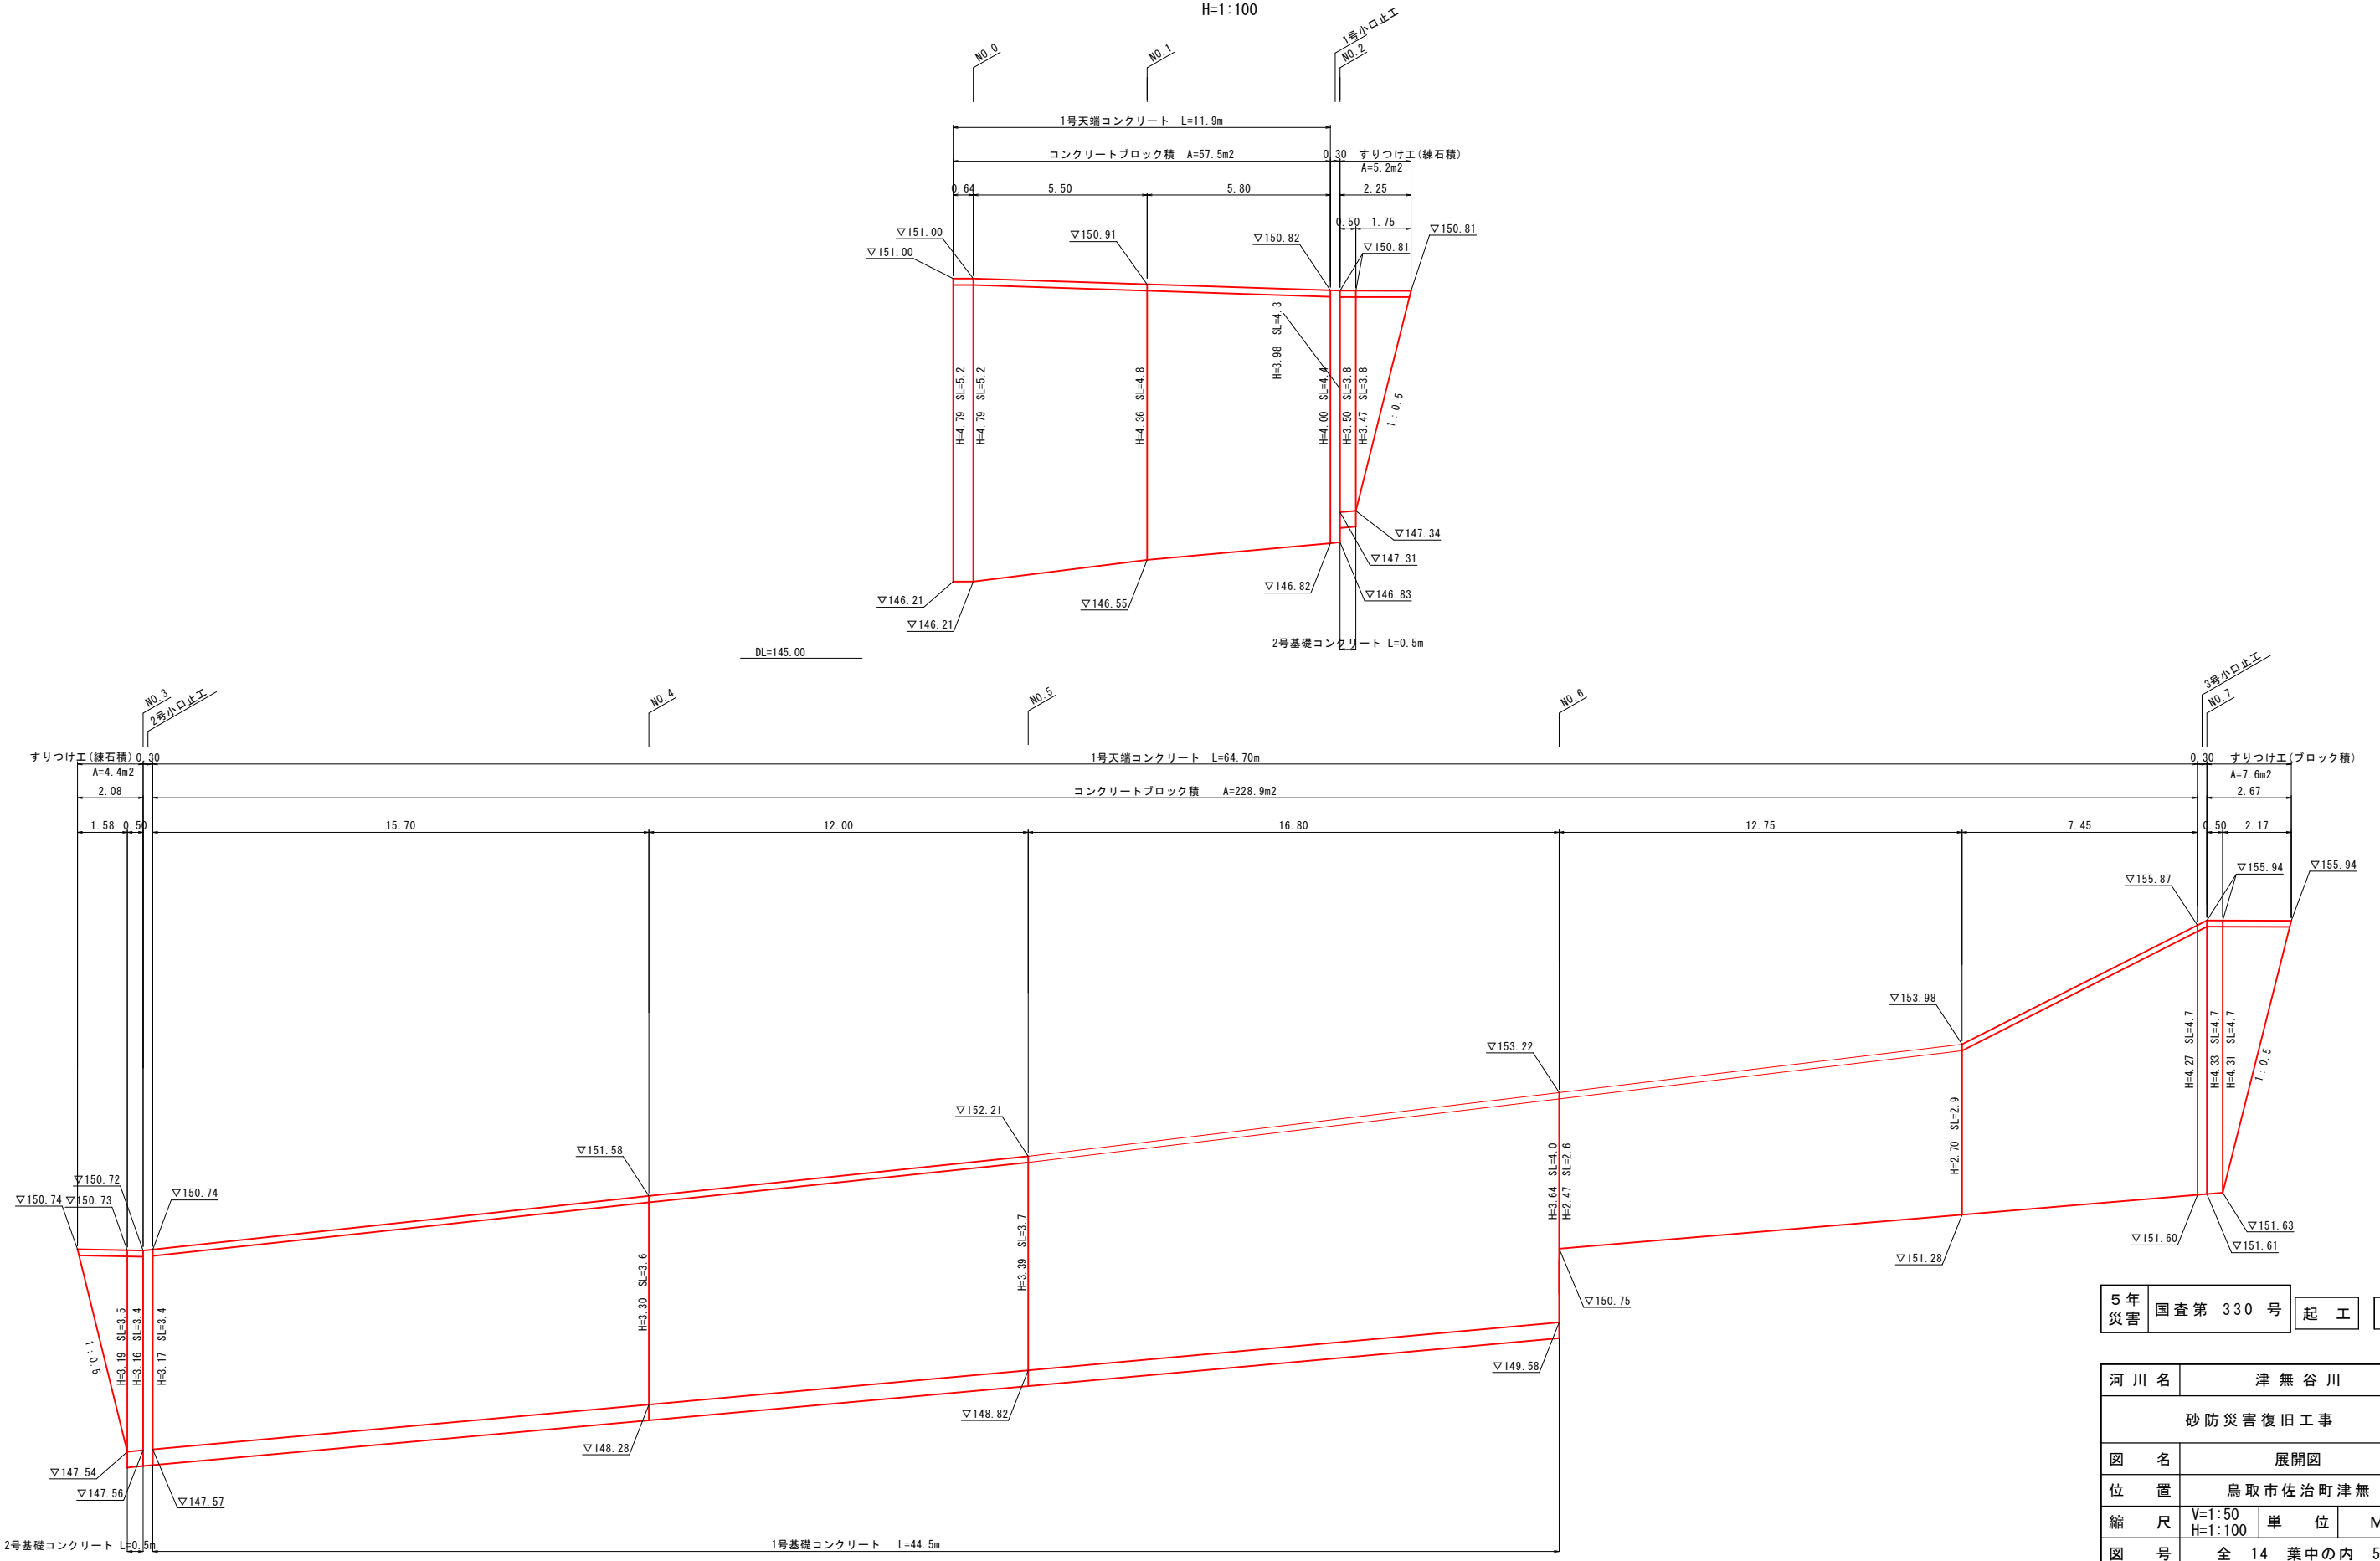 H=1:100
NO.0
NO.1
1号小口止工
NO.2
1号天端コンクリート L=11.9m
コンクリートブロック積 A=57.5m2
0.30
すりつけ工(練石積)
A=5.2m2
0.64
5.50
5.80
2.25
0.50
1.75
▽151.00
▽151.00
▽150.91
▽150.82
▽150.81
▽150.81
H=4.79 SL=5.2
H=4.79 SL=5.2
H=4.36 SL=4.8
H=3.98 SL=4.3
H=4.00 SL=4.4
H=3.50 SL=3.8
H=3.47 SL=3.8
1:0.5
▽147.34
▽147.31
▽146.82
▽146.83
▽146.21
▽146.21
▽146.55
2号基礎コンクリート L=0.5m
DL=145.00
NO.3
2号小口止工
NO.4
NO.5
NO.6
3号小口止工
NO.7
すりつけ工(練石積)
0.30
A=4.4m2
1号天端コンクリート L=64.70m
0.30
すりつけ工(ブロック積)
A=7.6m2
2.08
コンクリートブロック積 A=228.9m2
2.67
1.58
0.50
15.70
12.00
16.80
12.75
7.45
0.50
2.17
▽155.87
▽155.94
▽155.94
▽153.98
▽153.22
▽152.21
▽151.58
▽150.72
▽150.74
▽150.73
▽150.74
H=3.19 SL=3.5
H=3.16 SL=3.4
H=3.17 SL=3.4
1:0.5
H=3.30 SL=3.6
H=3.39 SL=3.7
H=3.64 SL=4.0
H=2.47 SL=2.6
H=2.70 SL=2.9
H=4.27 SL=4.7
H=4.33 SL=4.7
H=4.31 SL=4.7
1:0.5
▽151.63
▽151.61
▽151.60
▽151.28
▽150.75
▽149.58
▽148.82
▽148.28
▽147.54
▽147.56
▽147.57
2号基礎コンクリート L=0.5m
1号基礎コンクリート L=44.5m
5年
災害
国査第 330 号
起 工
河川名
津無谷川
砂防災害復旧工事
図 名
展開図
位 置
鳥取市佐治町津無
縮 尺
V=1:50
H=1:100
単 位
M
図 号
全 14 葉中の内 5